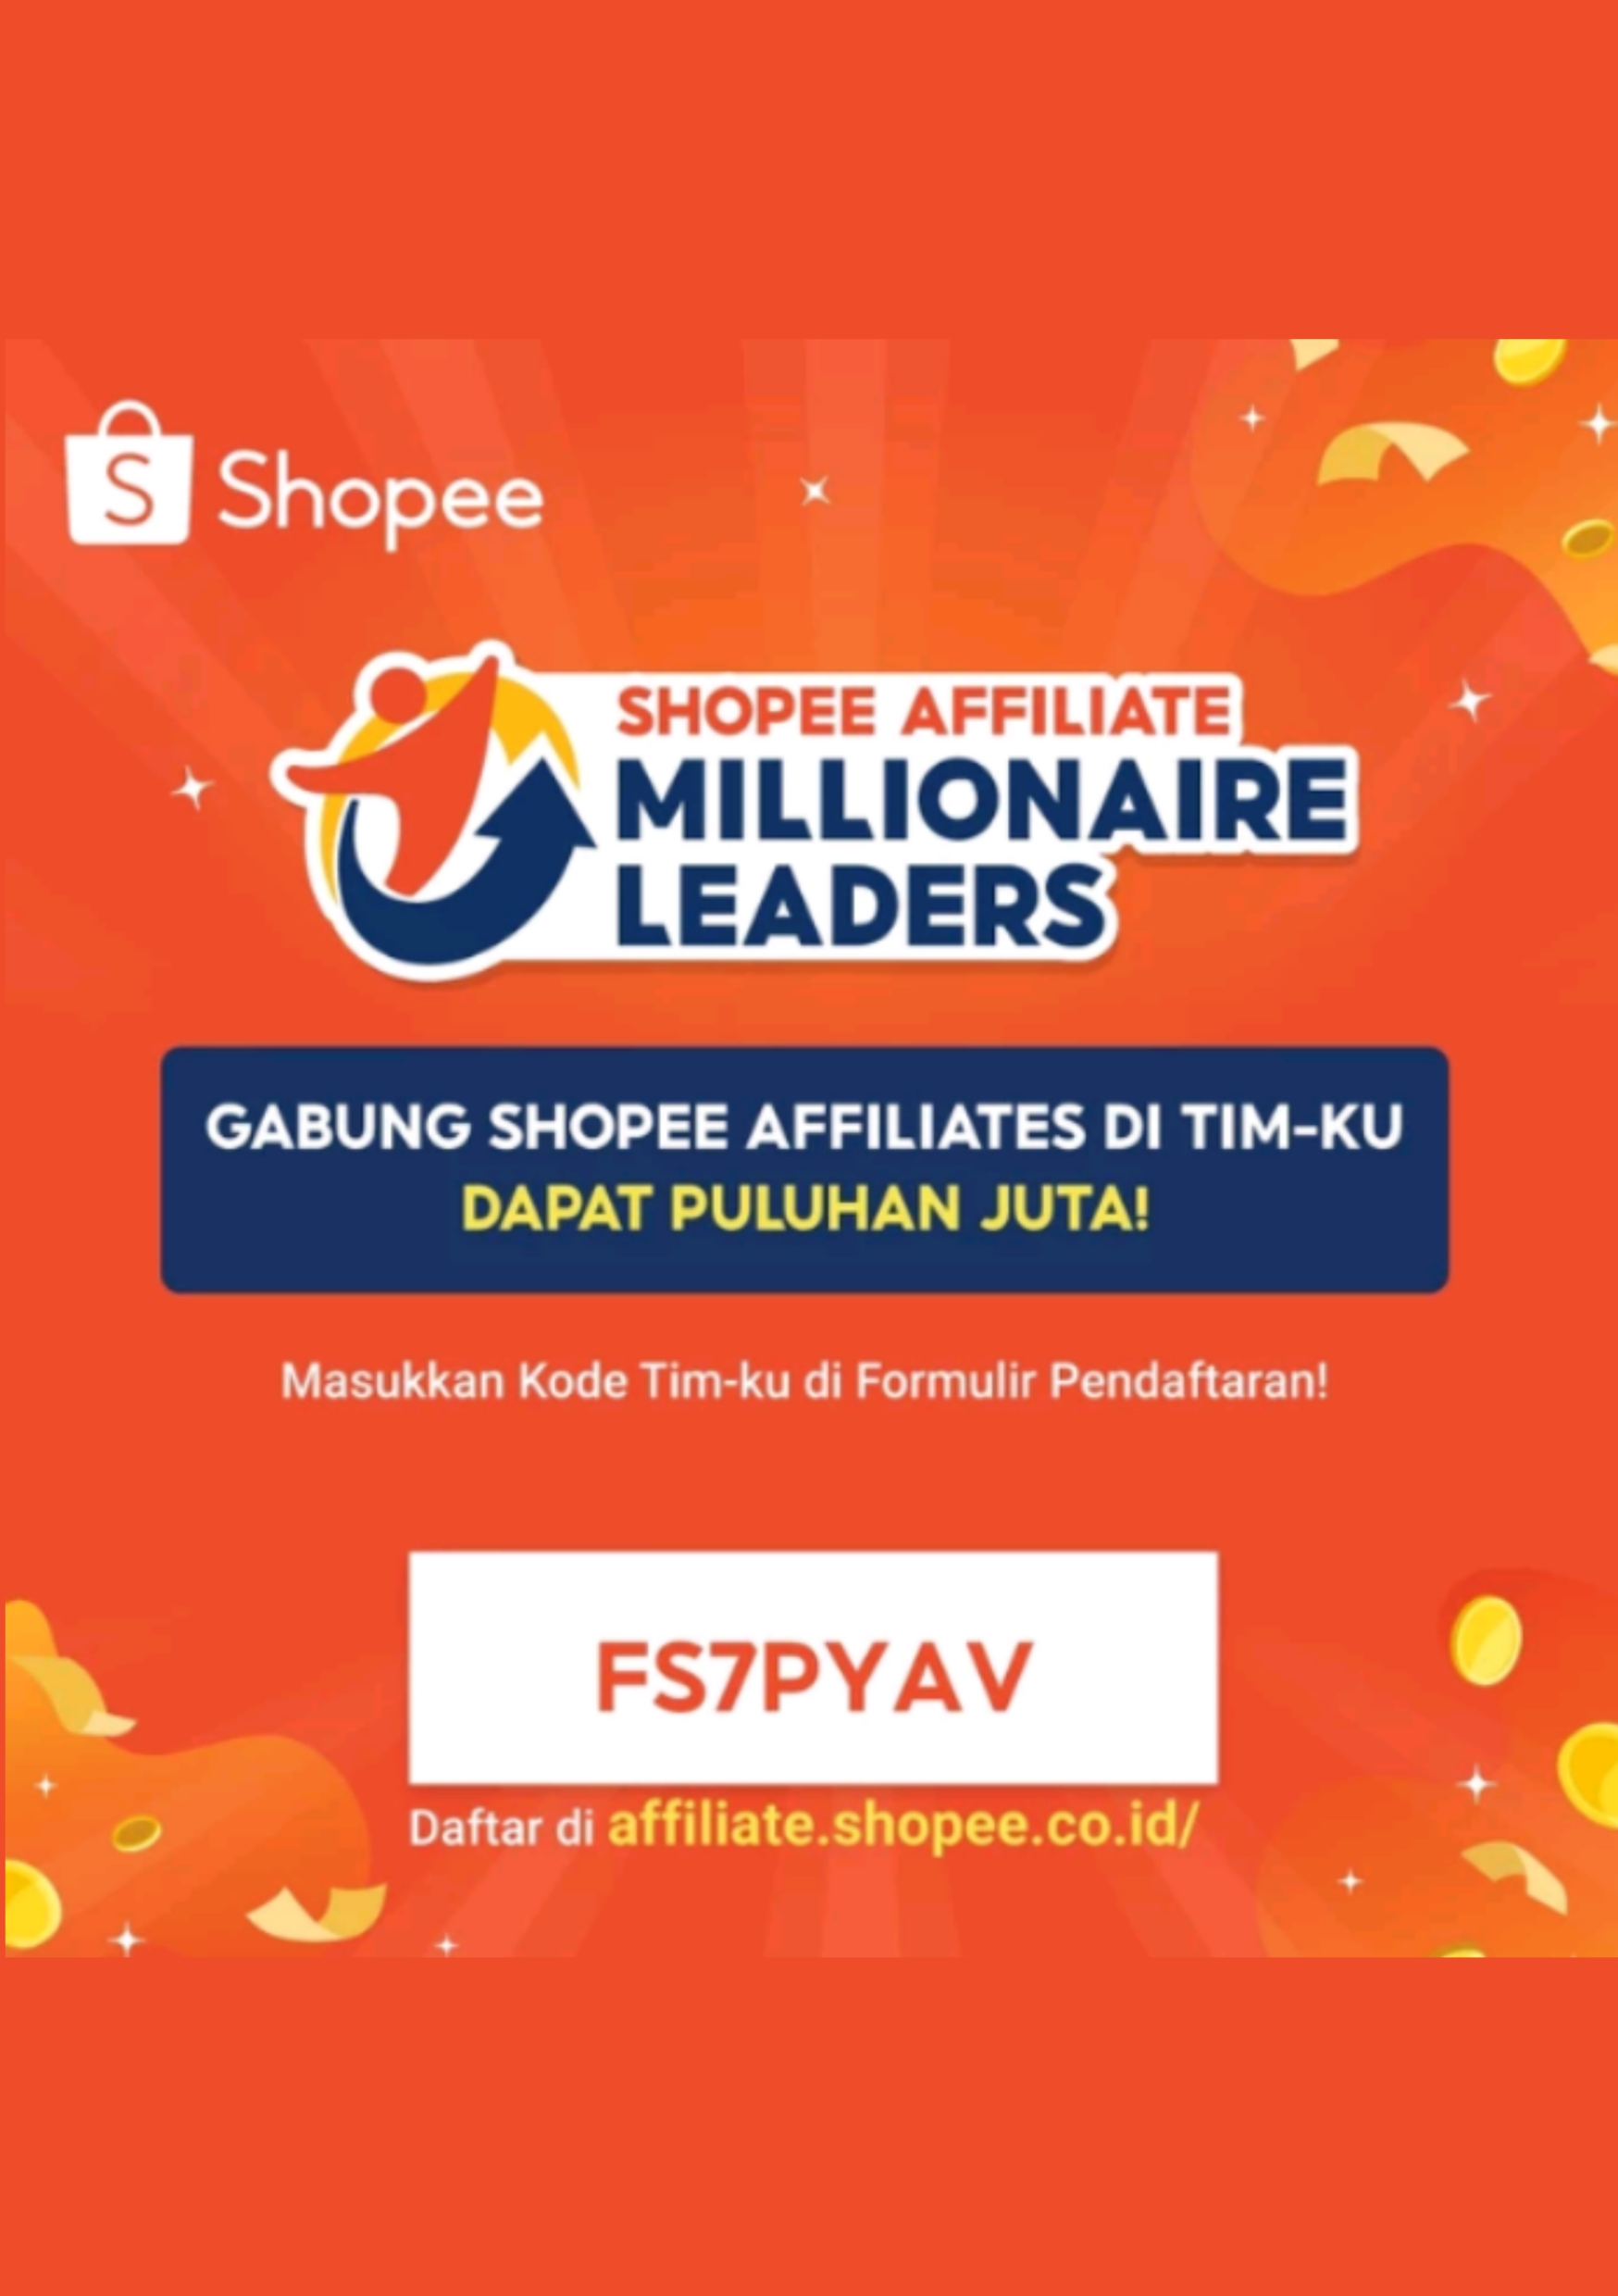 Shopee
SHOPEE AFFILIATE
MILLIONAIRE
LEADERS
GABUNG SHOPEE AFFILIATES DI TIM-KU
DAPAT PULUHAN JUTA!
Masukkan Kode Tim-ku di Formulir Pendaftaran!
FS7PYAV
Daftar di affiliate.shopee.co.id/